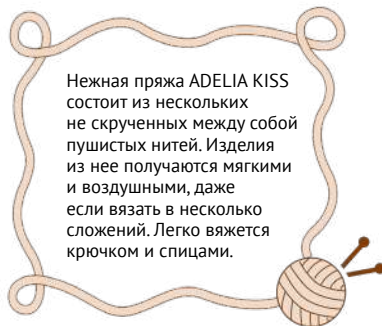 Нежная пряжа ADELIA KISS
состоит из нескольких
не скрученных между собой
пушистых нитей. Изделия
из нее получаются мягкими
и воздушными, даже
если вязать в несколько
сложений. Легко вяжется
крючком и спицами.